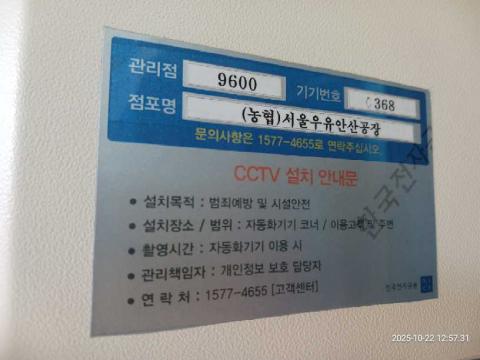 관리점 9600 기기번호 368
점포명 (농협)서울우유안산공장
문의사항은 1577-4655로 연락주십시오.
CCTV 설치 안내문
• 설치목적 : 범죄예방 및 시설안전
• 설치장소 / 범위 : 자동화기기 코너 / 이용고객 및 주변
• 촬영시간 : 자동화기기 이용 시
• 관리책임자 : 개인정보 보호 담당자
• 연 락 처 : 1577-4655 [고객센터]
한국전자금융
2025-10-22 12:57:31